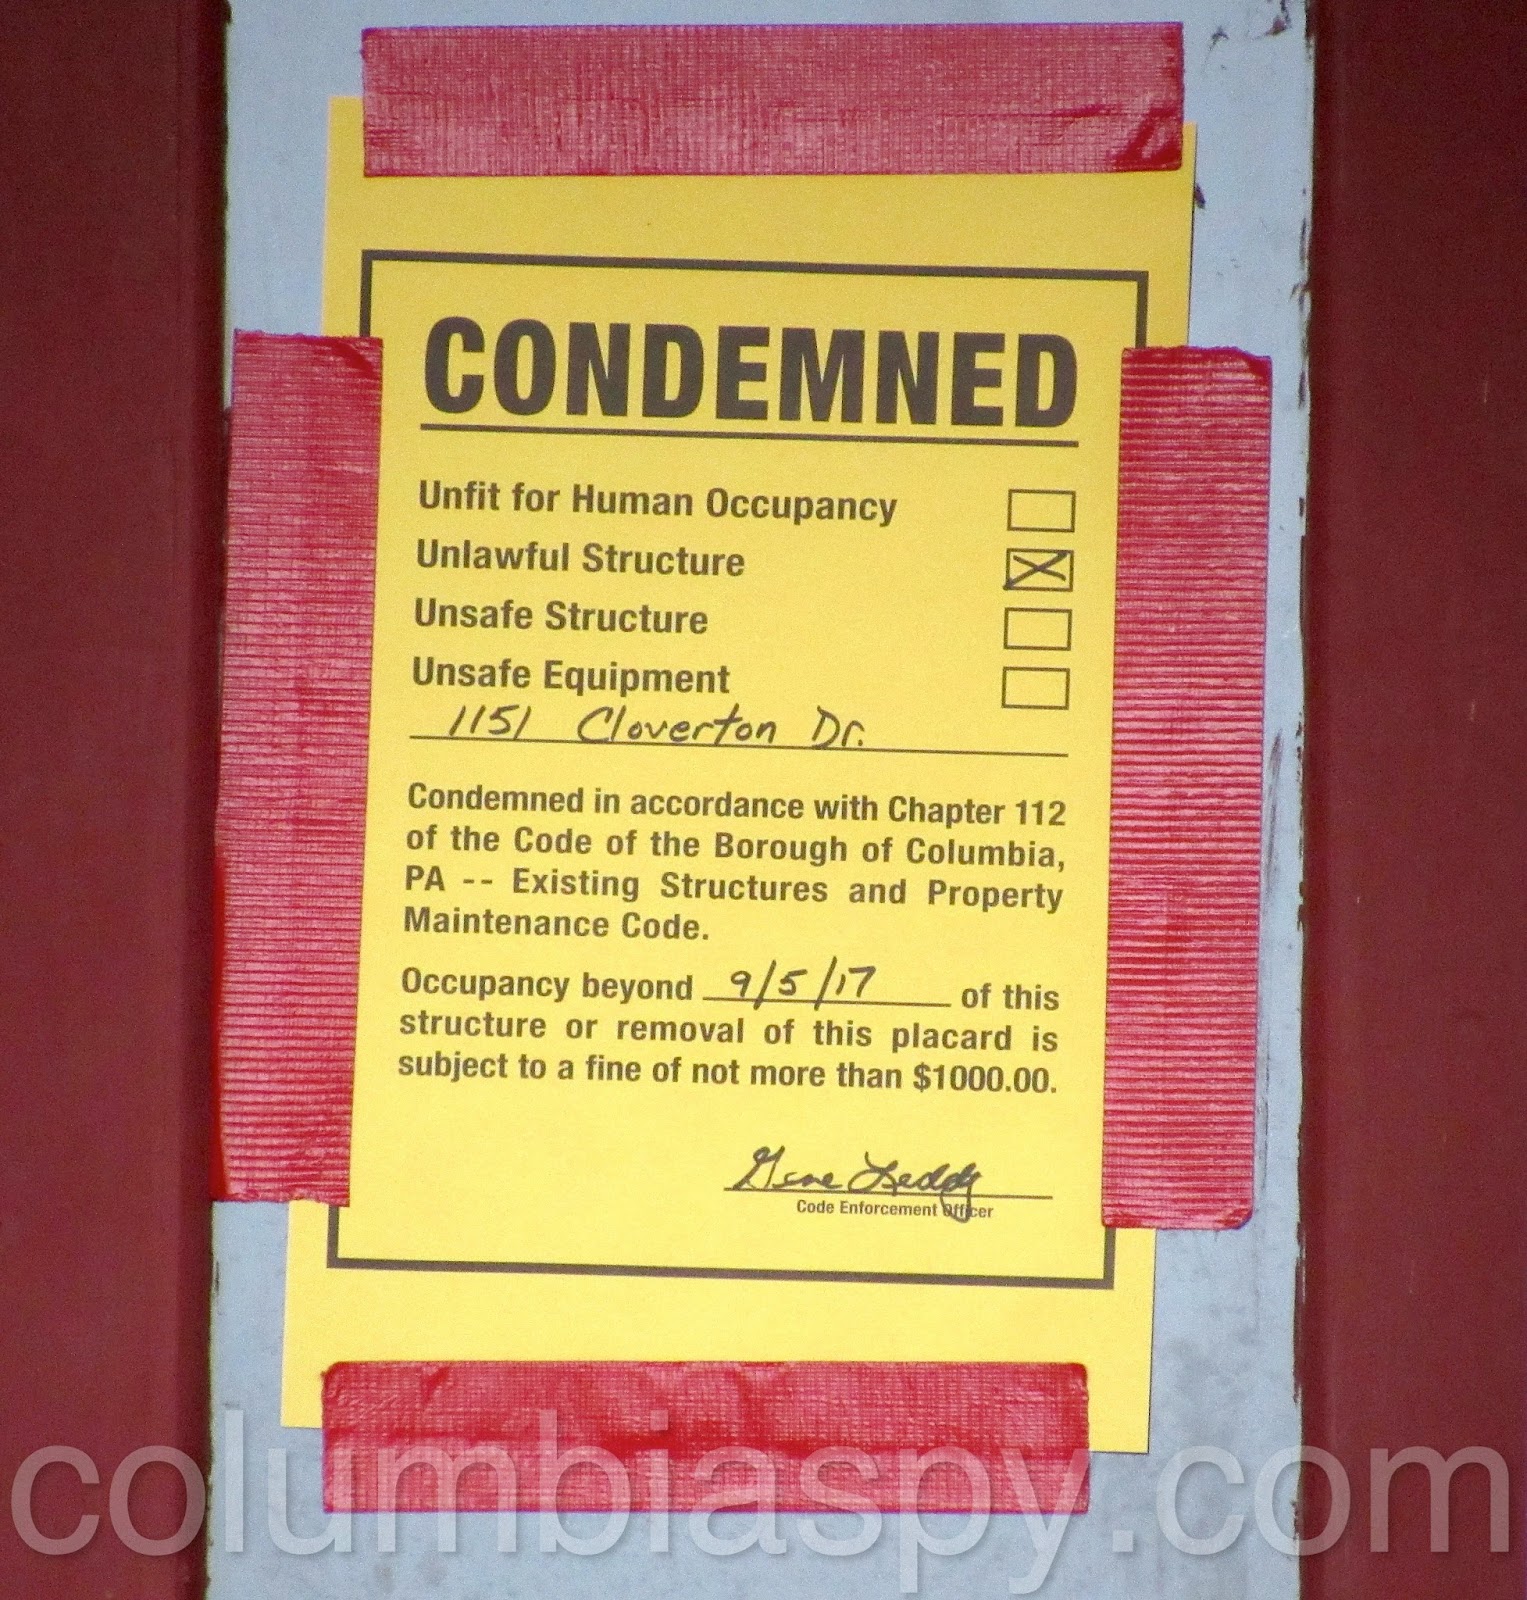 CONDEMNED
Unfit for Human Occupancy
Unlawful Structure
Unsafe Structure
Unsafe Equipment
1151 Cloverton Dr.
Condemned in accordance with Chapter 112
of the Code of the Borough of Columbia,
PA -- Existing Structures and Property
Maintenance Code.
Occupancy beyond 9/5/17 of this
structure or removal of this placard is
subject to a fine of not more than $1000.00.
Gene Leddy
Code Enforcement Officer
columbiaspy.com